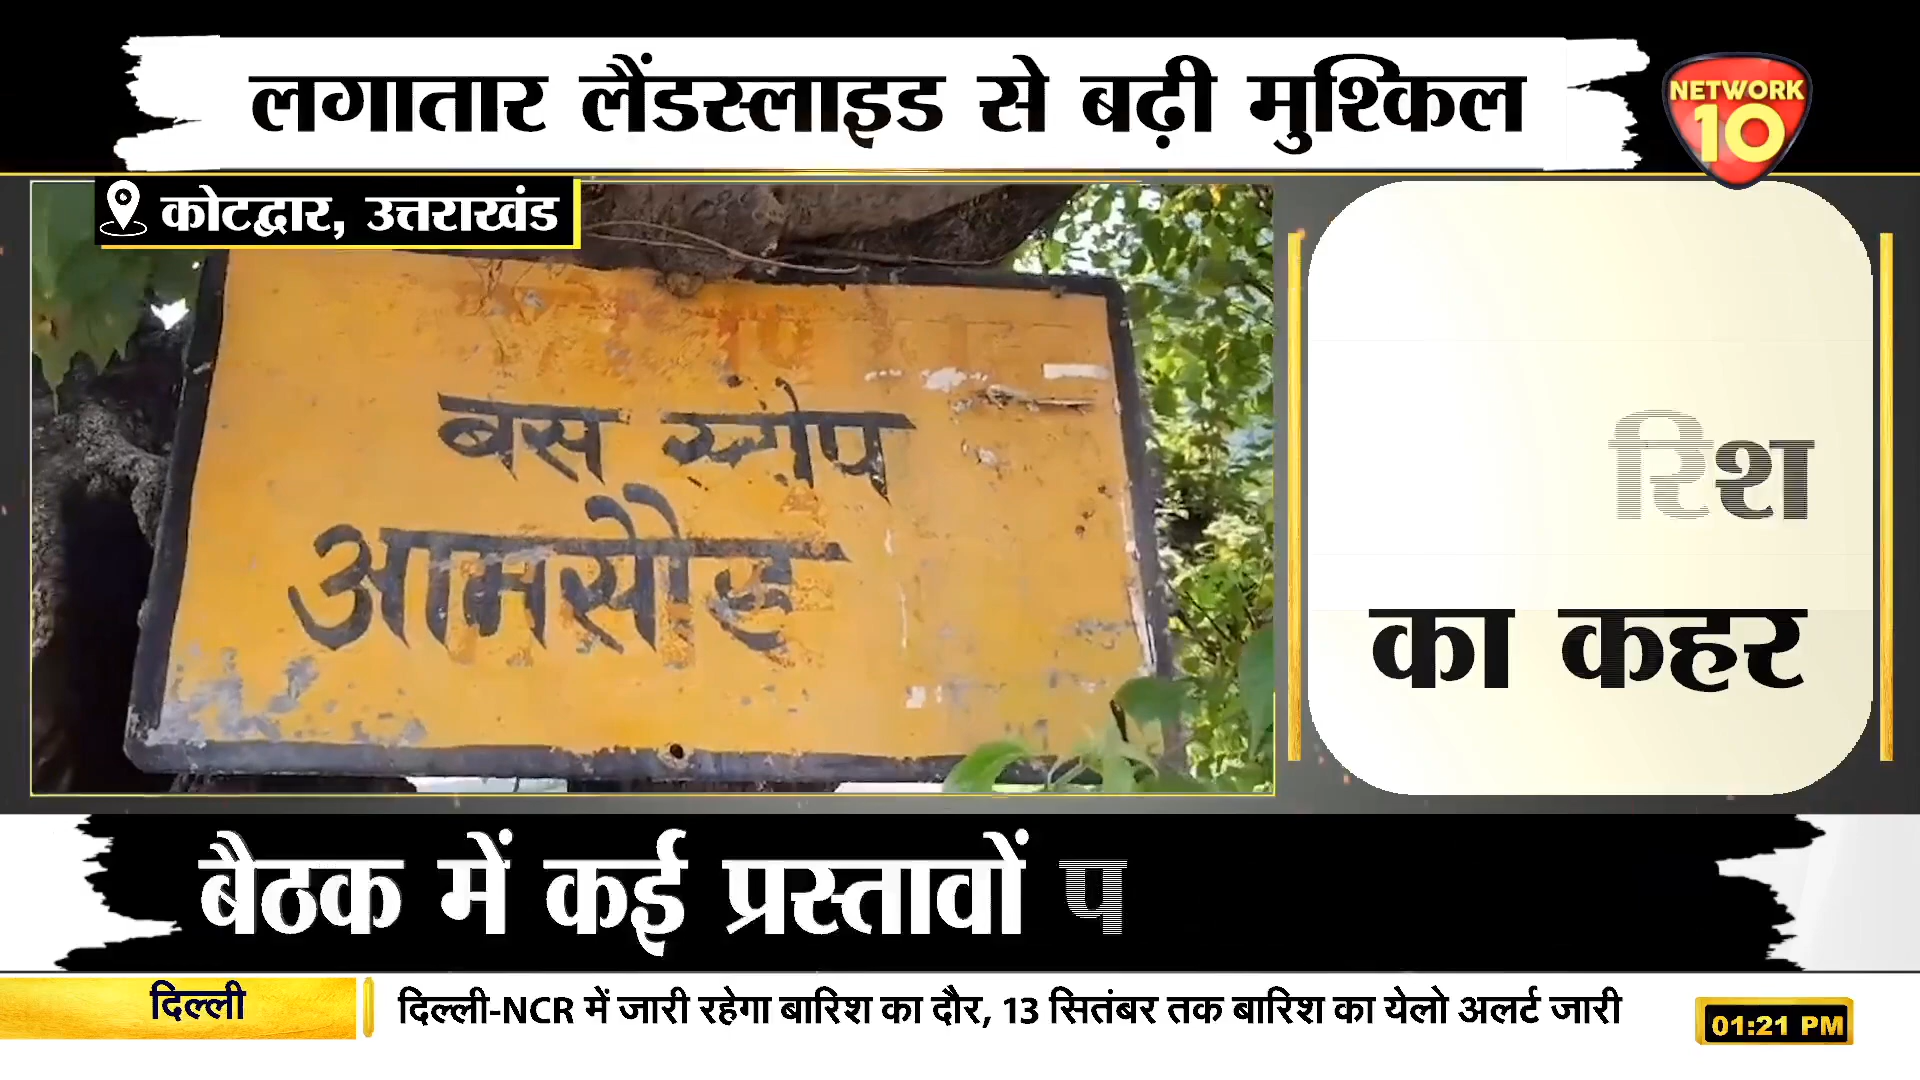 लगातार लैंडस्लाइड से बढ़ी मुश्किल
NETWORK
10
कोटद्वार, उत्तराखंड
बस स्टोप
आमसौड
रिश
का कहर
बैठक में कई प्रस्तावों प
दिल्ली
दिल्ली-NCR में जारी रहेगा बारिश का दौर, 13 सितंबर तक बारिश का येलो अलर्ट जारी
01:21 PM